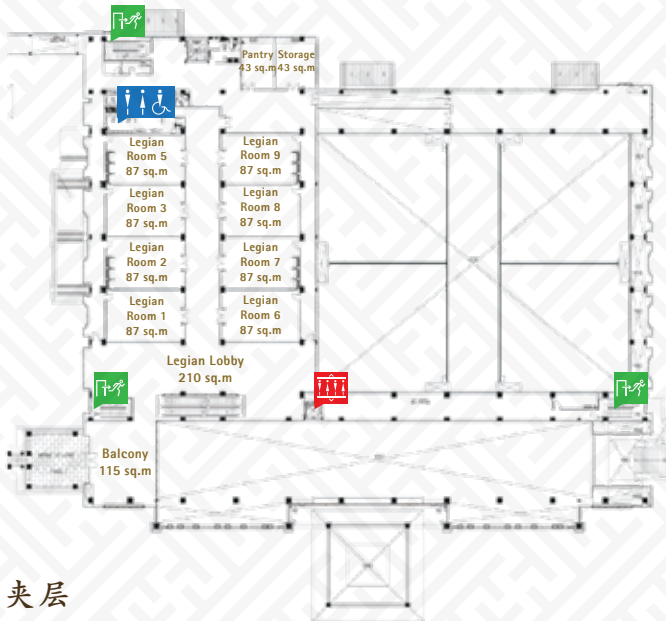 Pantry Storage
43 sq.m 43 sq.m
Legian
Room 5
87 sq.m
Legian
Room 9
87 sq.m
Legian
Room 3
87 sq.m
Legian
Room 8
87 sq.m
Legian
Room 2
87 sq.m
Legian
Room 7
87 sq.m
Legian
Room 1
87 sq.m
Legian
Room 6
87 sq.m
Legian Lobby
210 sq.m
Balcony
115 sq.m
夹层